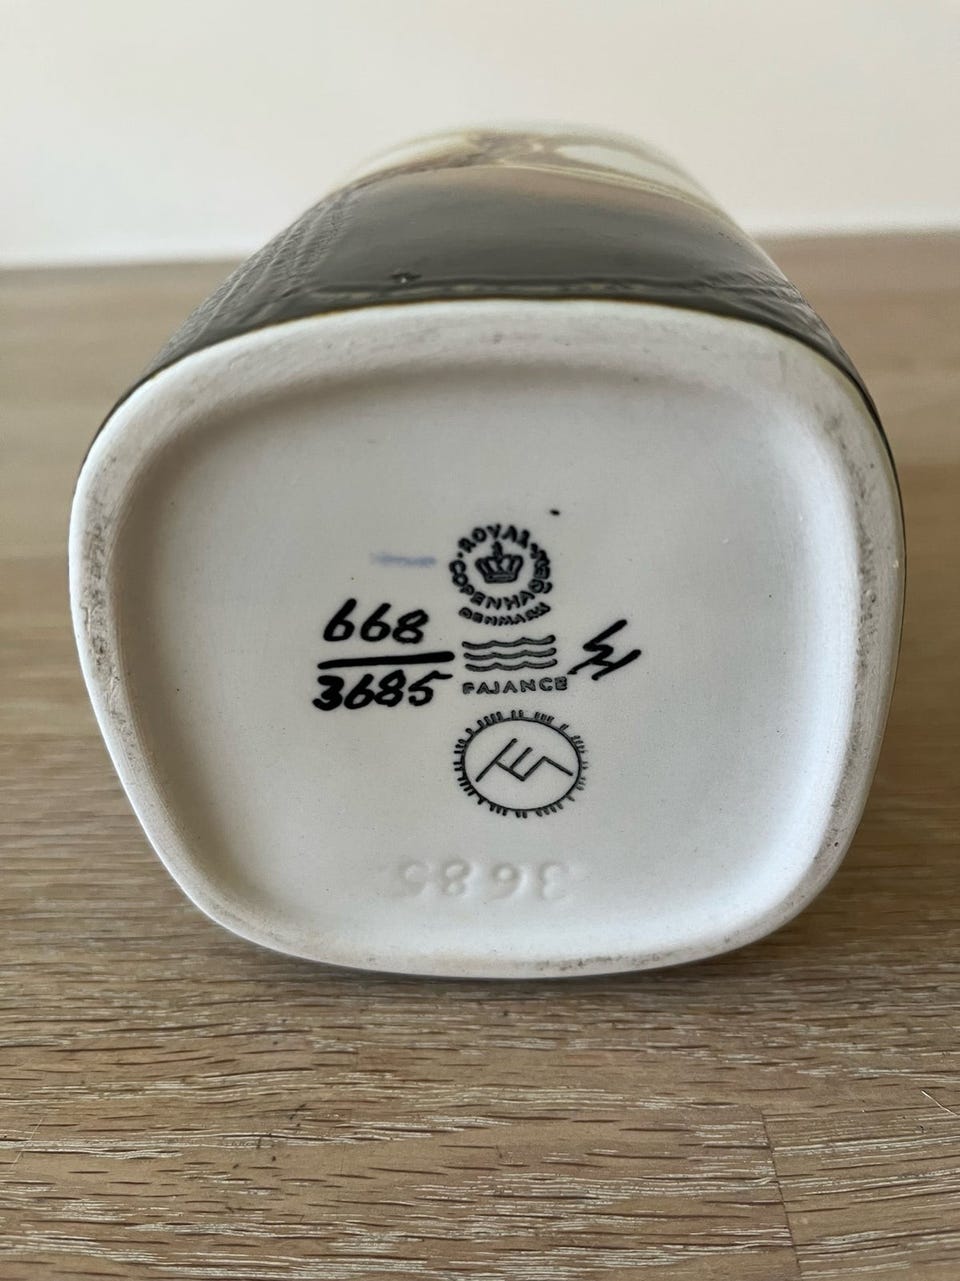 ROYAL COPENHAGEN
DENMARK
668
3685
FAJANCE
3685